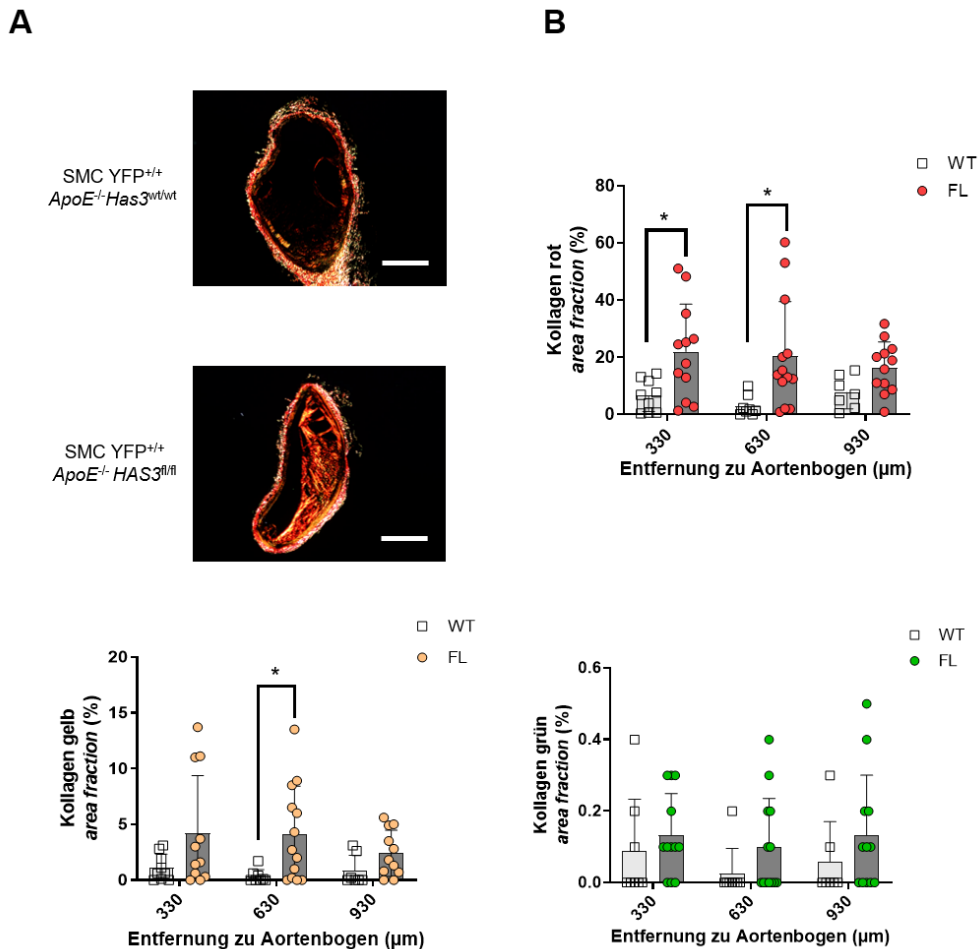 A
B
SMC YFP+/+
ApoE-/-Has3wt/wt
SMC YFP+/+
ApoE-/- HAS3fl/fl
WT
FL
Kollagen rot
area fraction (%)
80
60
40
20
0
*
*
330
630
930
Entfernung zu Aortenbogen (µm)
WT
FL
Kollagen gelb
area fraction (%)
20
15
10
5
0
*
330
630
930
Entfernung zu Aortenbogen (µm)
WT
FL
Kollagen grün
area fraction (%)
0.6
0.4
0.2
0.0
330
630
930
Entfernung zu Aortenbogen (µm)